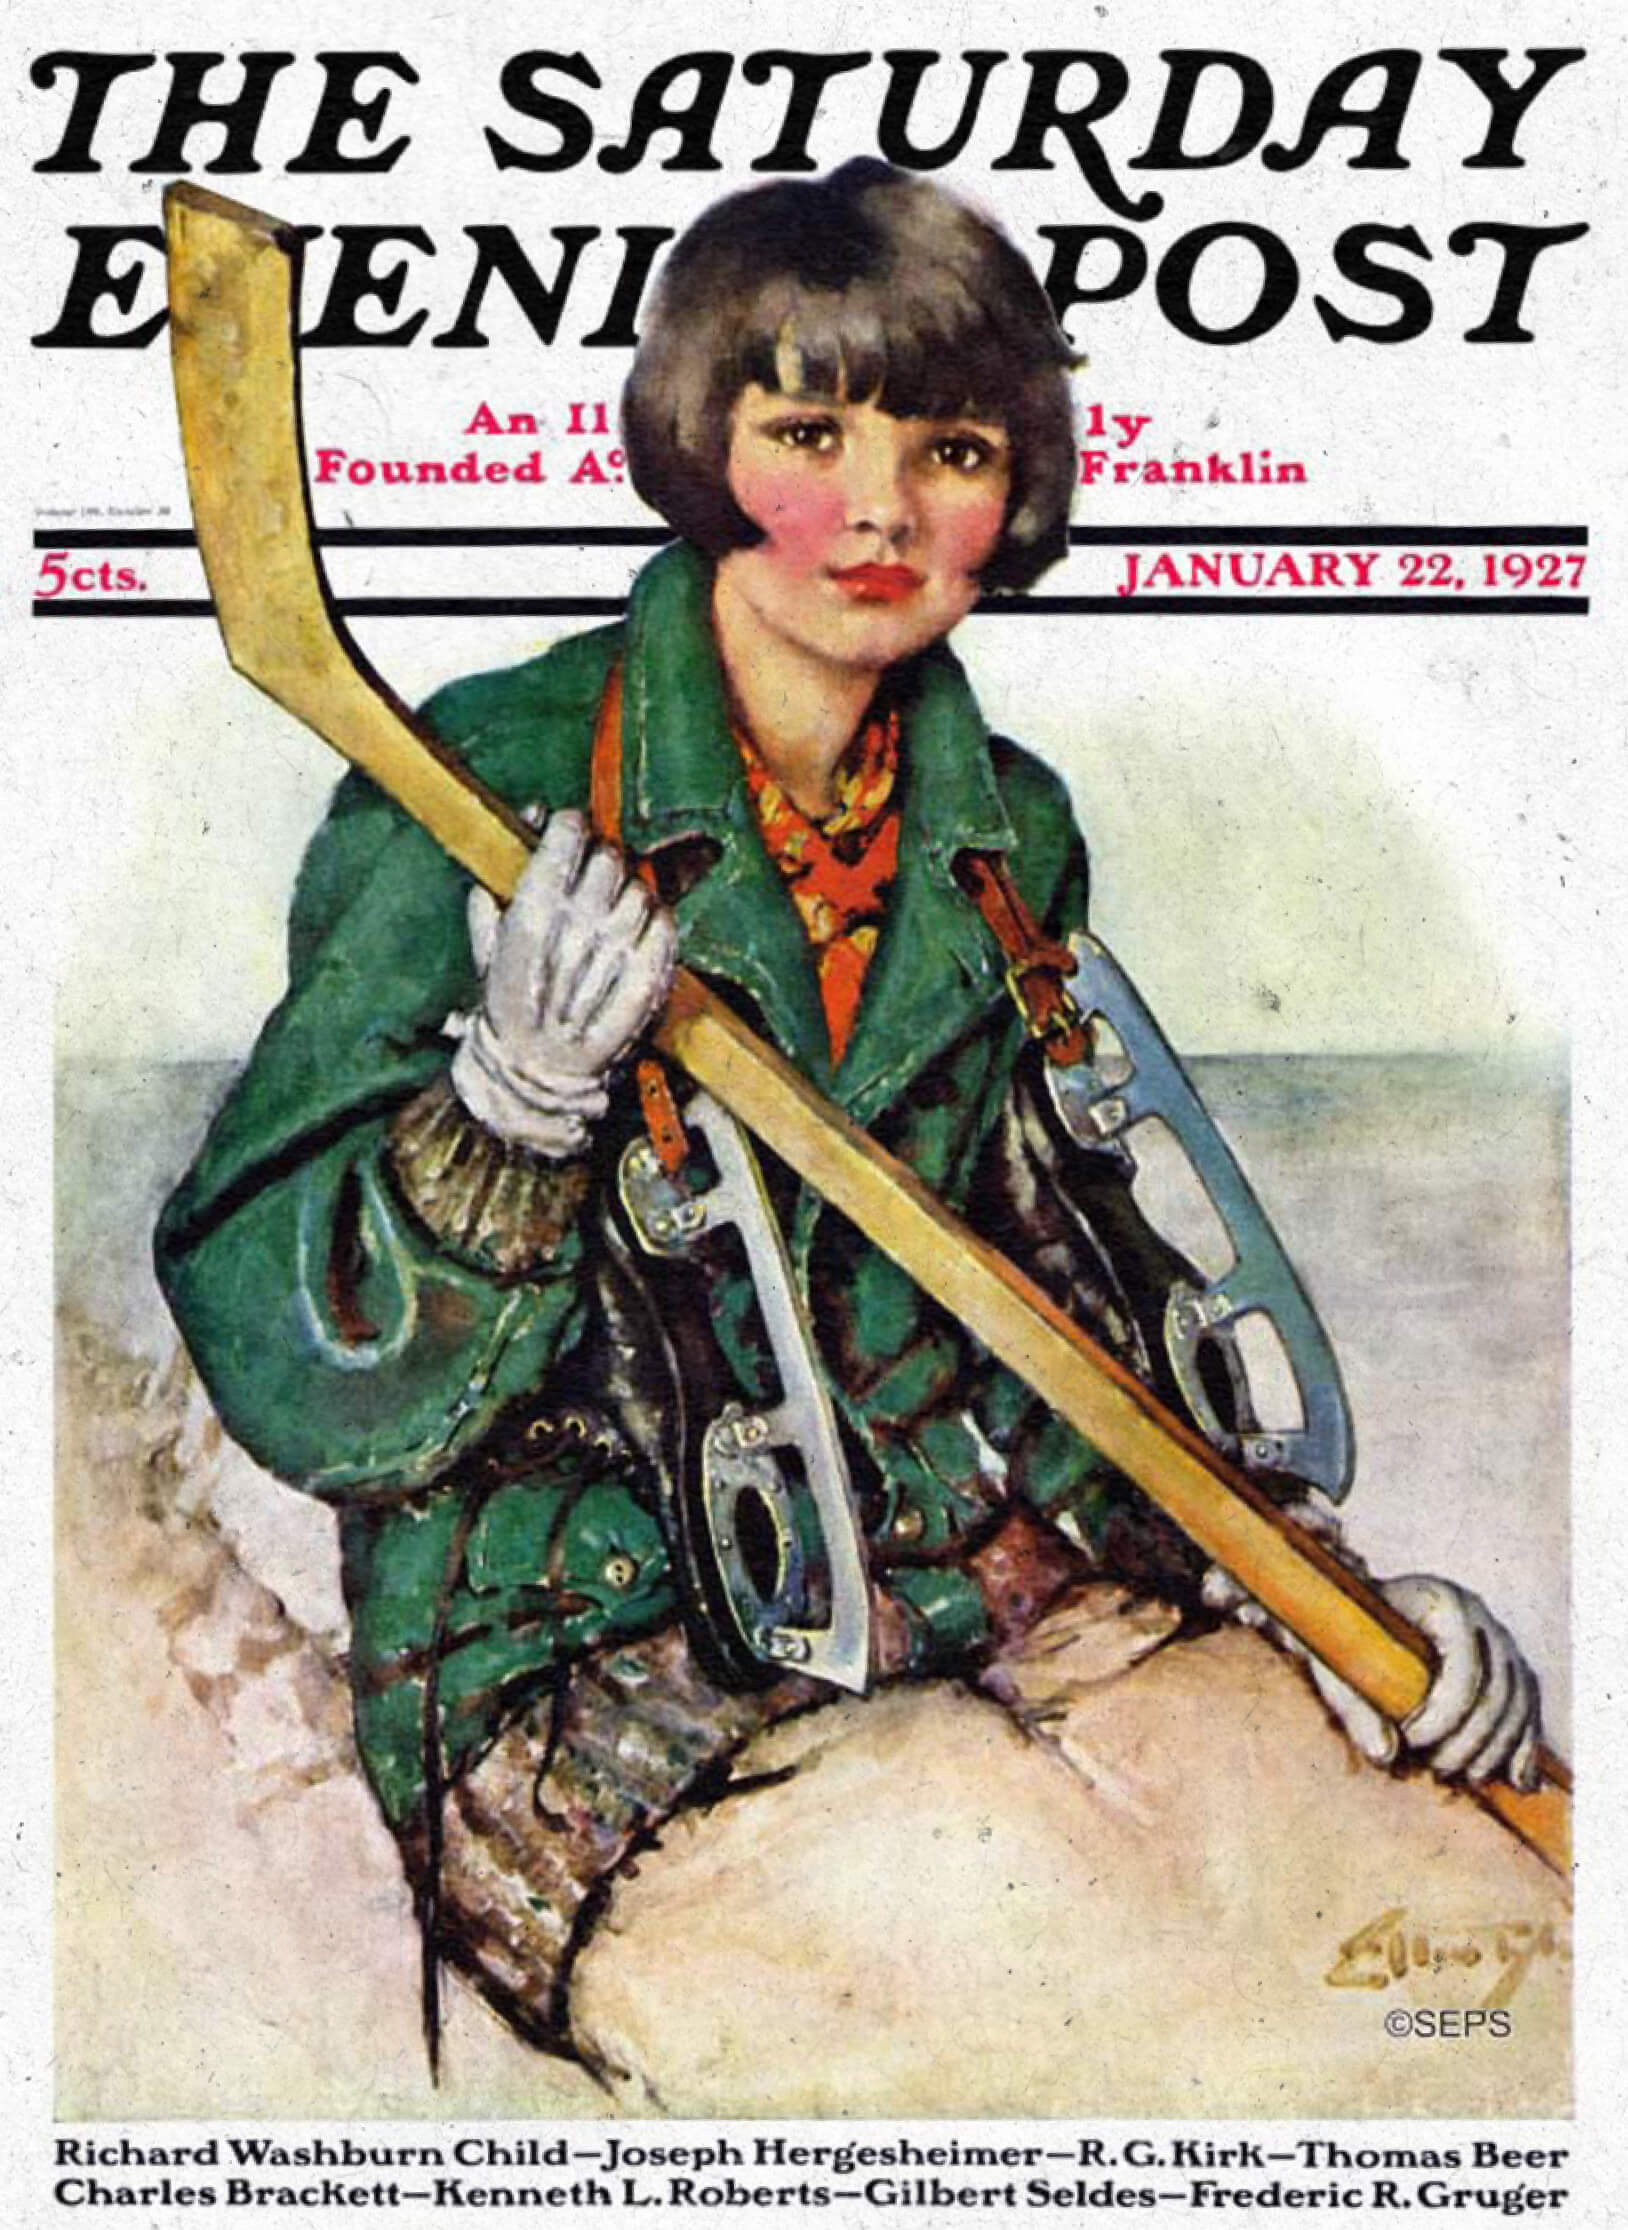 THE SATURDAY
E ENI POST
An Il ly
Founded A° Franklin
5cts. JANUARY 22, 1927
©SEPS
Richard Washburn Child—Joseph Hergesheimer—R. G. Kirk—Thomas Beer
Charles Brackett—Kenneth L. Roberts—Gilbert Seldes—Frederic R. Gruger